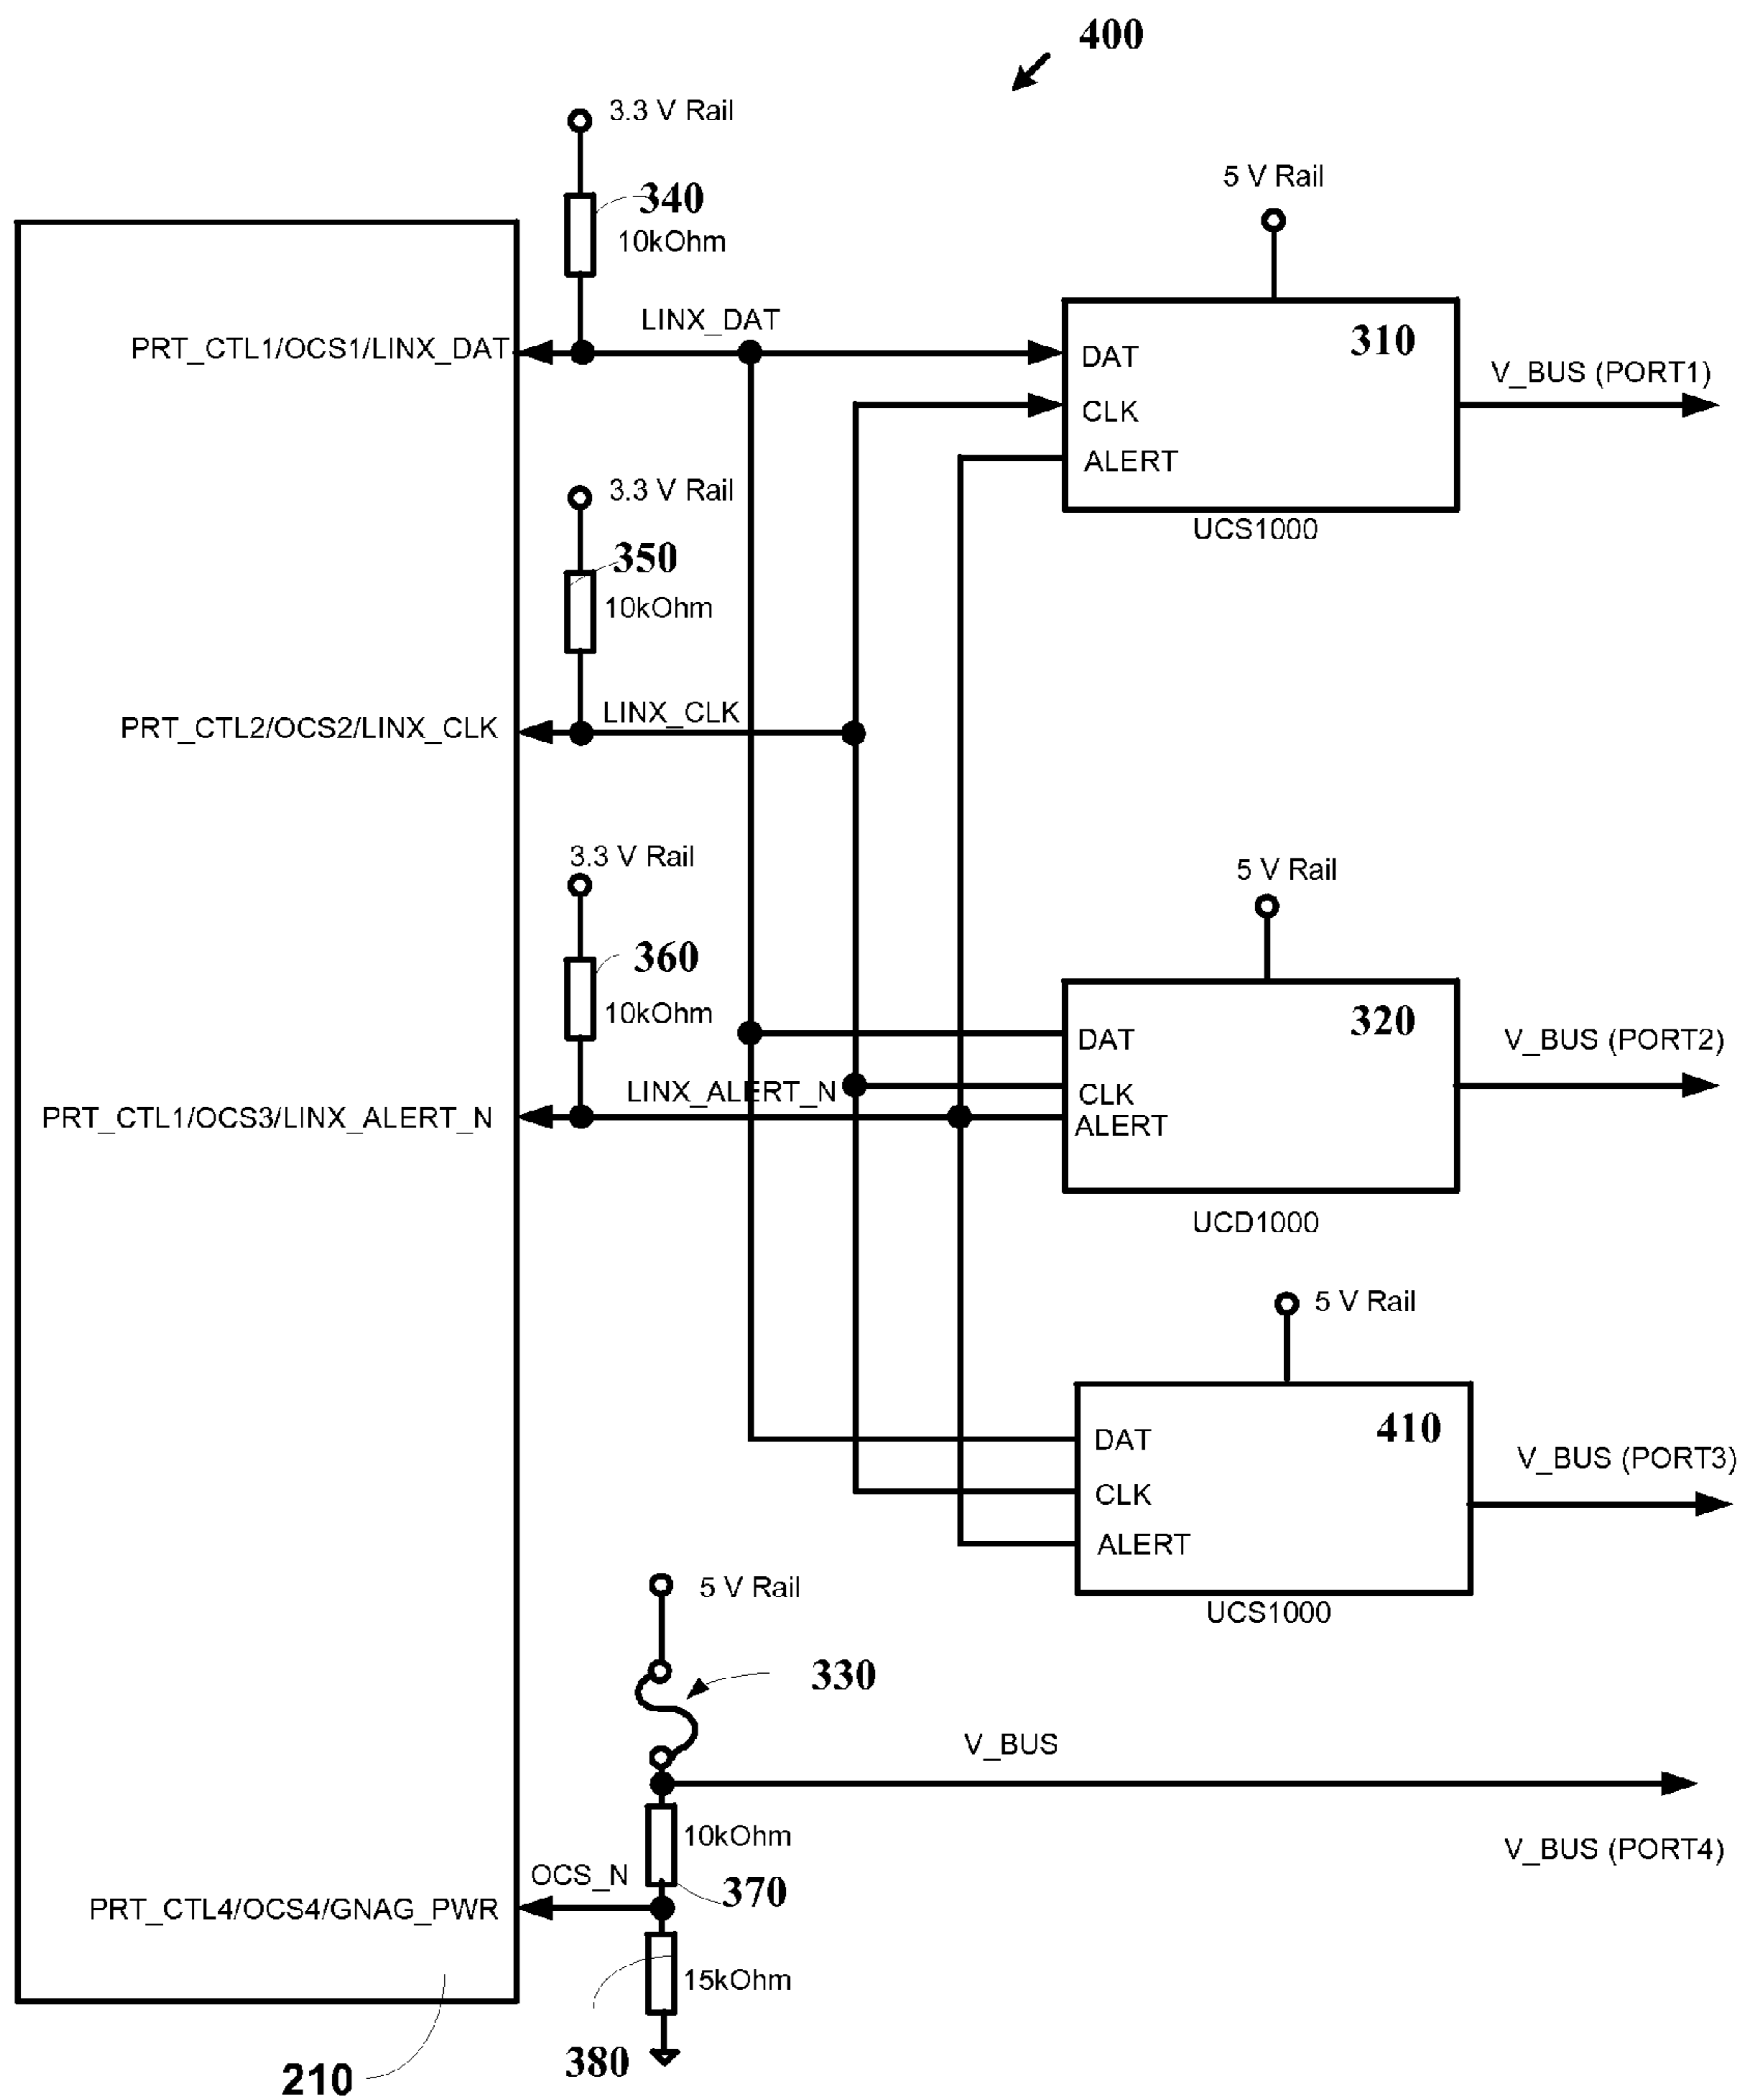 400
3.3 V Rail
340
10kOhm
5 V Rail
LINX_DAT
PRT_CTL1/OCS1/LINX_DAT
310
DAT
CLK
ALERT
V_BUS (PORT1)
UCS1000
3.3 V Rail
350
10kOhm
LINX_CLK
PRT_CTL2/OCS2/LINX_CLK
3.3 V Rail
360
10kOhm
5 V Rail
LINX_ALERT_N
PRT_CTL1/OCS3/LINX_ALERT_N
320
DAT
CLK
ALERT
V_BUS (PORT2)
UCD1000
5 V Rail
410
DAT
CLK
ALERT
V_BUS (PORT3)
UCS1000
5 V Rail
330
V_BUS
10kOhm
V_BUS (PORT4)
OCS_N
370
PRT_CTL4/OCS4/GNAG_PWR
15kOhm
380
210